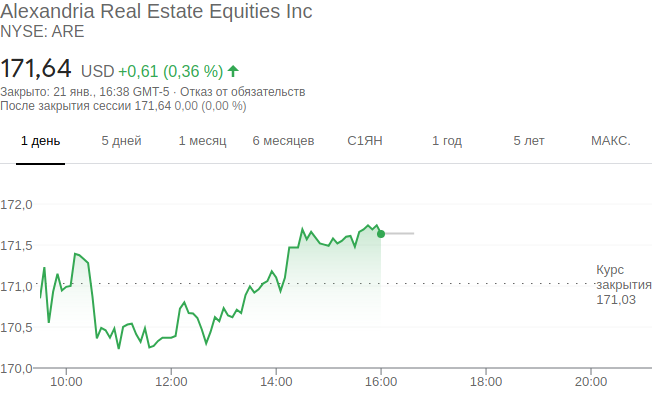 Alexandria Real Estate Equities Inc
NYSE: ARE
171,64 USD +0,61 (0,36 %)
Закрыто: 21 янв., 16:38 GMT-5 · Отказ от обязательств
После закрытия сессии 171,64 0,00 (0,00 %)
1 день 5 дней 1 месяц 6 месяцев С1ЯН 1 год 5 лет МАКС.
172,0
171,5
171,0
170,5
170,0
Курс
закрытия
171,03
10:00 12:00 14:00 16:00 18:00 20:00